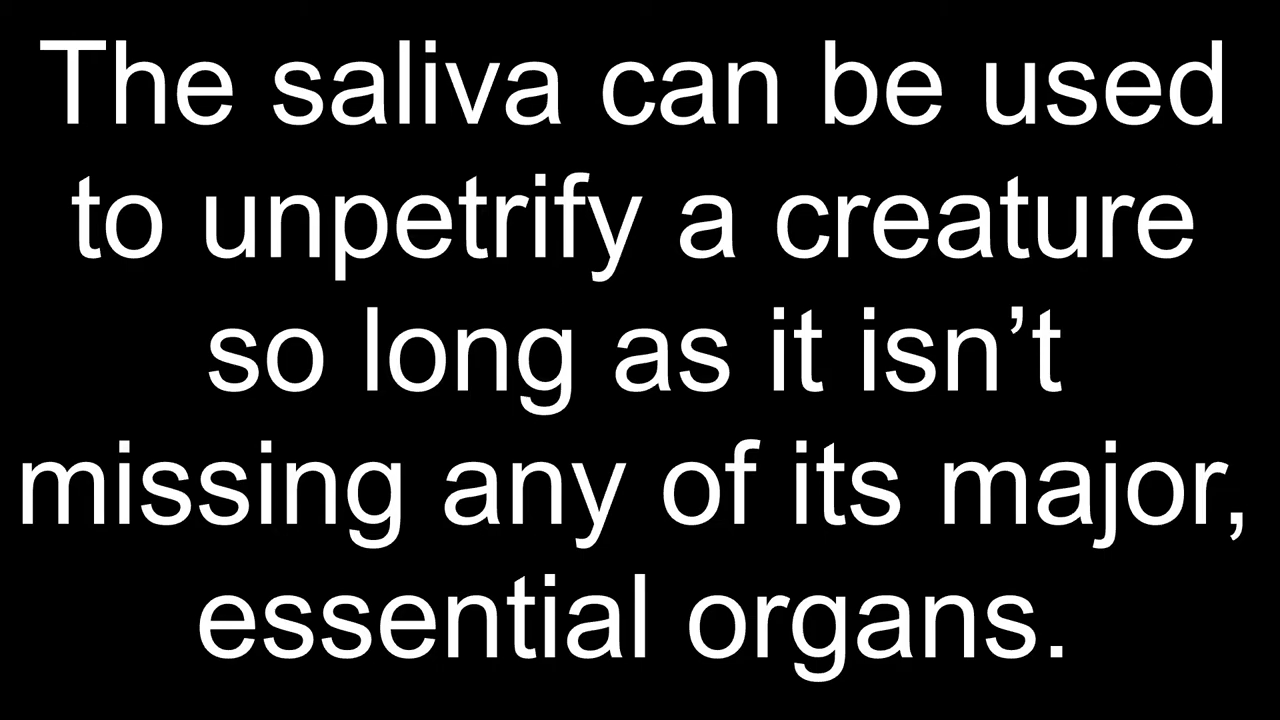 The saliva can be used
to unpetrify a creature
so long as it isn’t
missing any of its major,
essential organs.